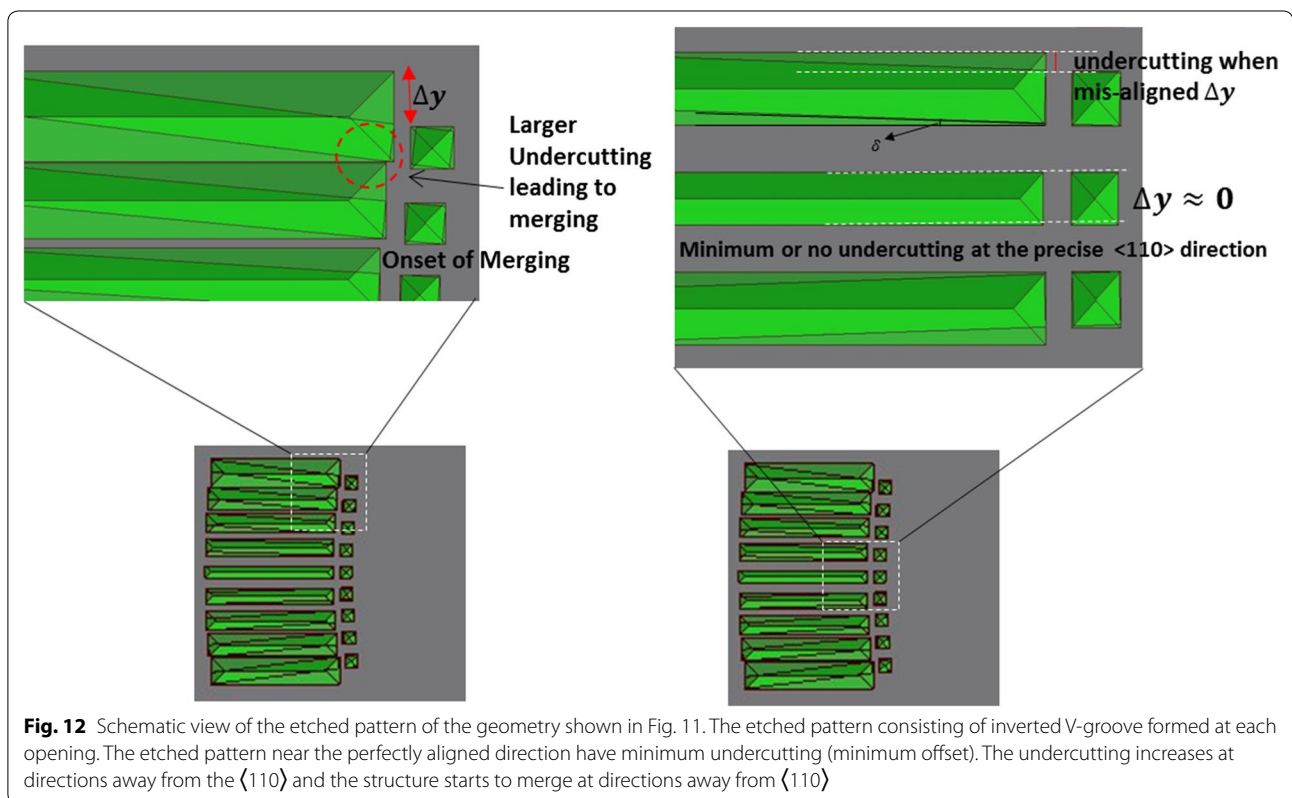 Δy
Larger
Undercutting
leading to
merging
Onset of Merging
undercutting when
mis-aligned Δy
δ
Δy ≈ 0
Minimum or no undercutting at the precise <110> direction
Fig. 12 Schematic view of the etched pattern of the geometry shown in Fig. 11. The etched pattern consisting of inverted V-groove formed at each
opening. The etched pattern near the perfectly aligned direction have minimum undercutting (minimum offset). The undercutting increases at
directions away from the ⟨110⟩ and the structure starts to merge at directions away from ⟨110⟩